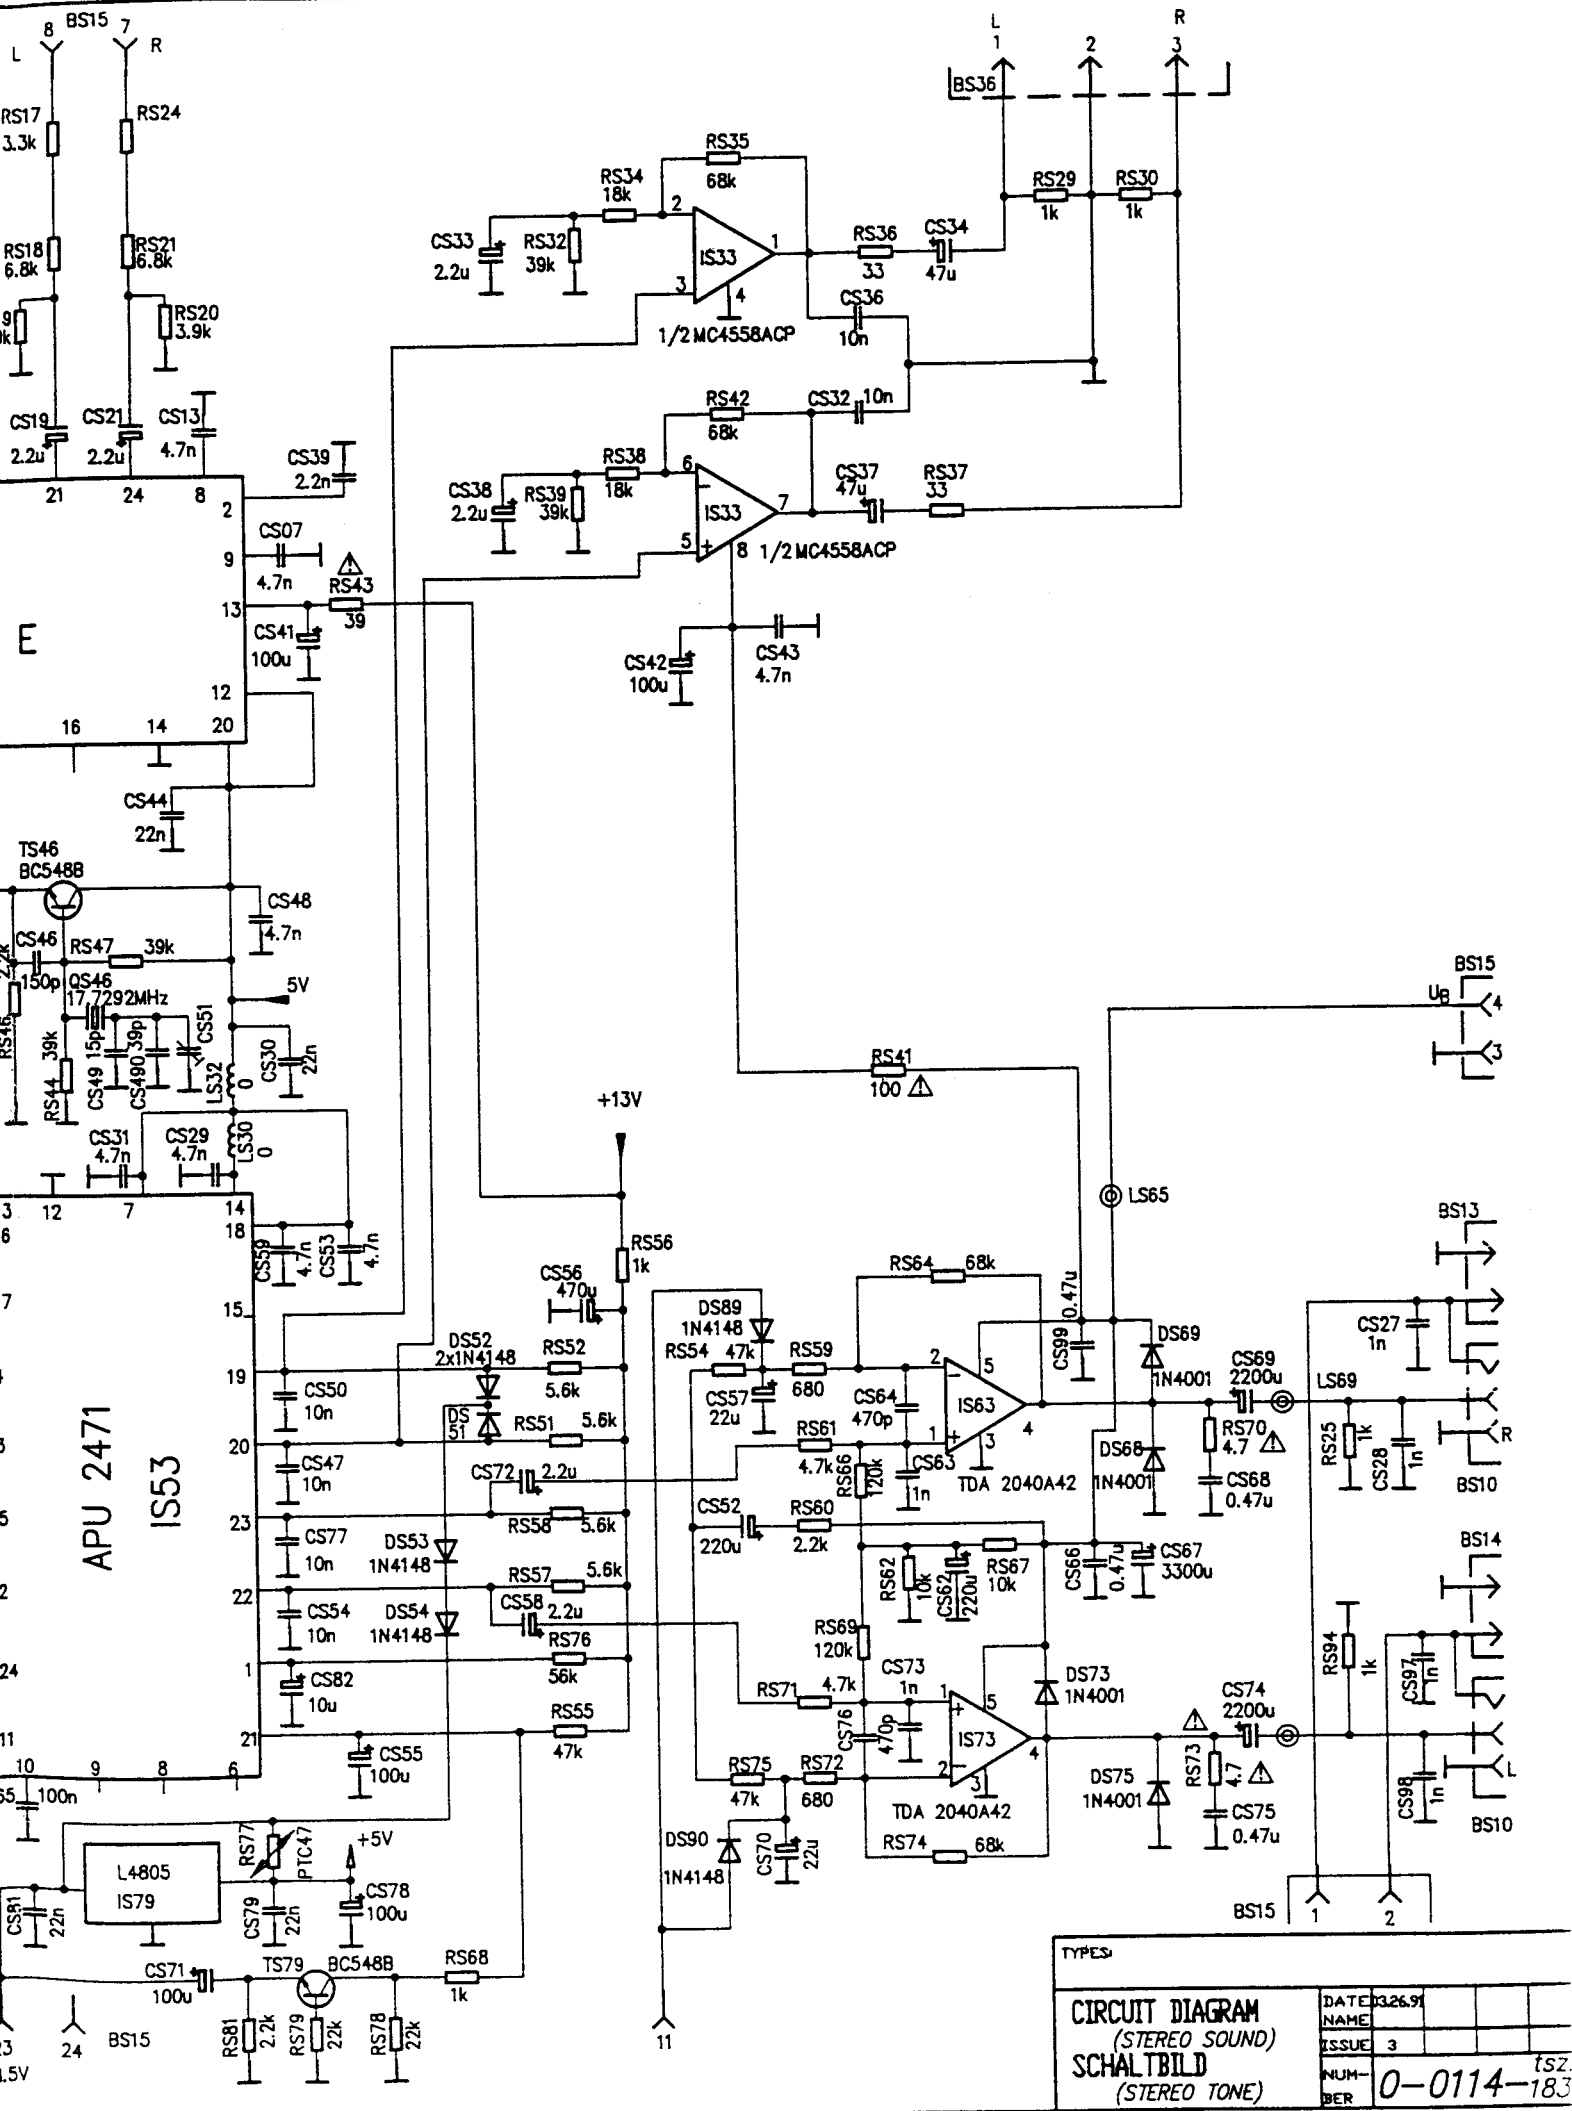 BS15
8
7
L
R
L
1
2
R
3
BS36
RS17
3.3k
RS24
RS35
68k
RS34
18k
RS29
1k
RS30
1k
RS18
6.8k
RS21
6.8k
CS33
2.2u
RS32
39k
2
3
1
4
IS33
RS36
33
CS34
47u
RS20
3.9k
CS36
10n
1/2 MC4558ACP
CS19
2.2u
CS21
2.2u
CS13
4.7n
CS39
2.2n
RS42
68k
CS32
10n
21
24
8
2
CS38
2.2u
RS39
39k
RS38
18k
6
5
7
8
IS33
CS37
47u
RS37
33
1/2 MC4558ACP
9
CS07
4.7n
RS43
39
13
CS41
100u
E
CS42
100u
CS43
4.7n
12
16
14
20
CS44
22n
TS46
BC548B
CS48
4.7n
CS46
150p
RS47
39k
2.2k
RS46
QS46
17.7292MHz
5V
BS15
UB
4
3
39k
RS44
15p
CS49
39p
CS490
CS51
LS32
0
CS30
22n
RS41
100
+13V
CS31
4.7n
CS29
4.7n
LS30
0
LS65
3
12
7
14
18
6
CS59
4.7n
CS53
4.7n
RS56
1k
CS56
470u
BS13
RS64
68k
CS99
0.47u
7
15
DS52
2x1N4148
RS52
5.6k
DS89
1N4148
RS54
47k
RS59
680
2
5
DS69
1N4001
CS69
2200u
CS27
1n
LS69
19
CS50
10n
DS
51
RS51
5.6k
CS57
22u
CS64
470p
IS63
1
3
4
RS70
4.7
RS25
1k
CS28
1n
R
BS10
20
APU 2471
IS53
CS47
10n
CS72
2.2u
RS61
4.7k
RS66
120k
CS63
1n
TDA 2040A42
DS68
1N4001
CS68
0.47u
23
CS77
10n
RS58
5.6k
CS52
220u
RS60
2.2k
DS53
1N4148
RS62
10k
CS62
220u
RS67
10k
CS66
0.47u
CS67
3300u
BS14
22
CS54
10n
RS57
5.6k
DS54
1N4148
CS58
2.2u
RS69
120k
RS94
1k
24
1
CS82
10u
RS76
56k
RS71
4.7k
CS73
1n
1
5
DS73
1N4001
CS74
2200u
CS97
1n
11
21
RS55
47k
CS55
100u
CS76
470p
IS73
4
2
3
RS73
4.7
L
10
9
8
6
100n
RS75
47k
RS72
680
DS75
1N4001
CS75
0.47u
CS98
1n
BS10
TDA 2040A42
RS74
68k
RS77
PTC47
+5V
L4805
IS79
DS90
1N4148
CS70
22u
CS81
22n
CS79
22n
CS78
100u
BS15
1
2
CS71
100u
TS79
BC548B
RS68
1k
RS81
2.2k
RS79
22k
RS78
22k
23
24
BS15
11
TYPES:
CIRCUIT DIAGRAM
(STEREO SOUND)
SCHALTBILD
(STEREO TONE)
DATE 03.26.91
NAME
ISSUE 3
NUM-
BER
0-0114-
tsz.
183